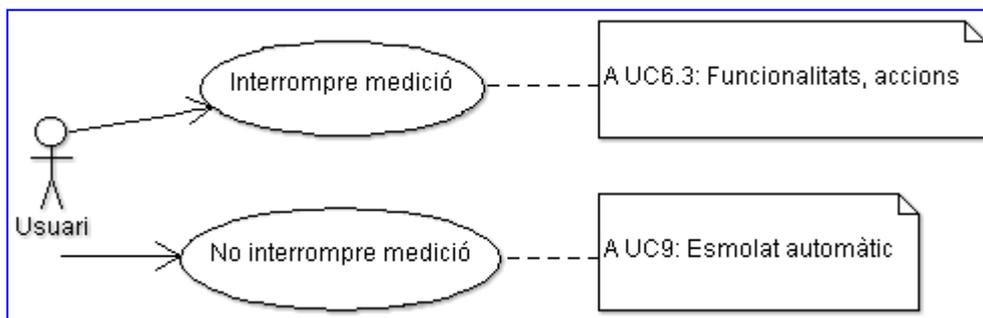 Interrompre medició
A UC6.3: Funcionalitats, accions
Usuari
No interrompre medició
A UC9: Esmolat automàtic